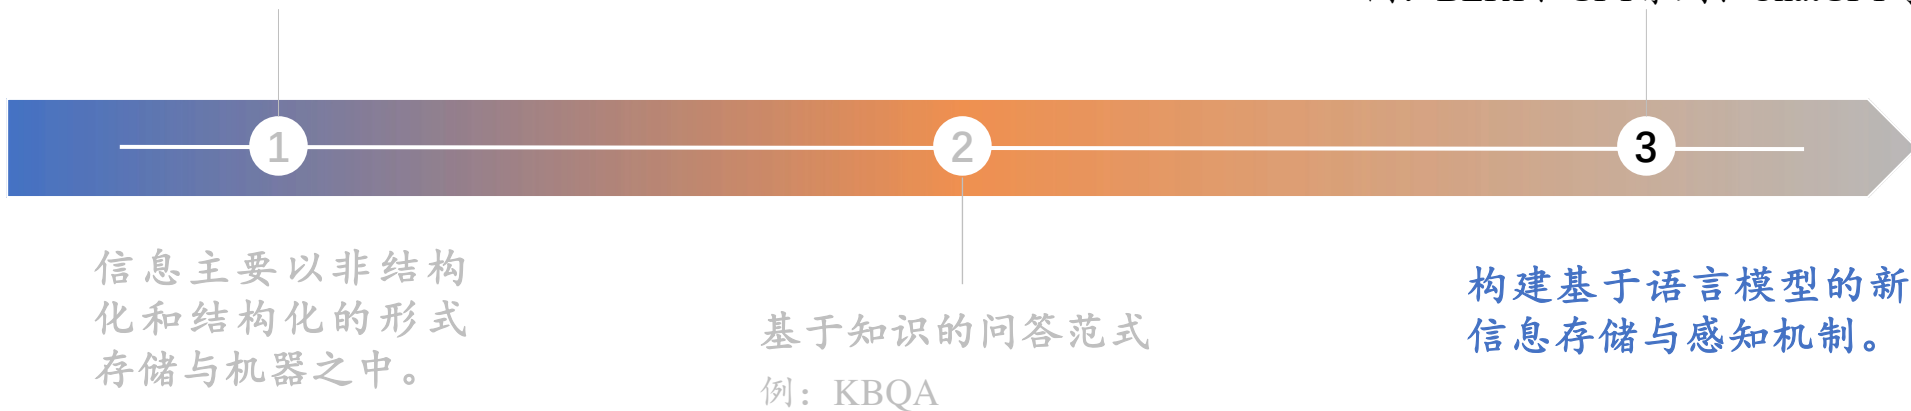 1
2
3
信息主要以非结构
化和结构化的形式
存储与机器之中。
基于知识的问答范式
例：KBQA
构建基于语言模型的新
信息存储与感知机制。